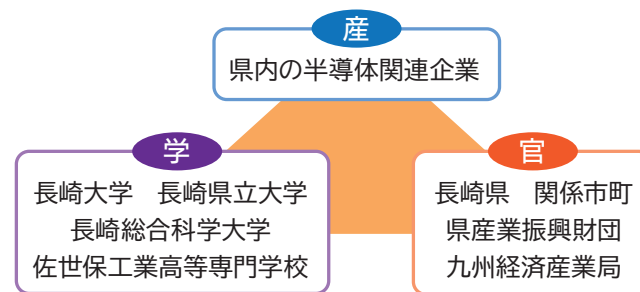 産
県内の半導体関連企業
学
長崎大学　長崎県立大学
長崎総合科学大学
佐世保工業高等専門学校
官
長崎県　関係市町
県産業振興財団
九州経済産業局